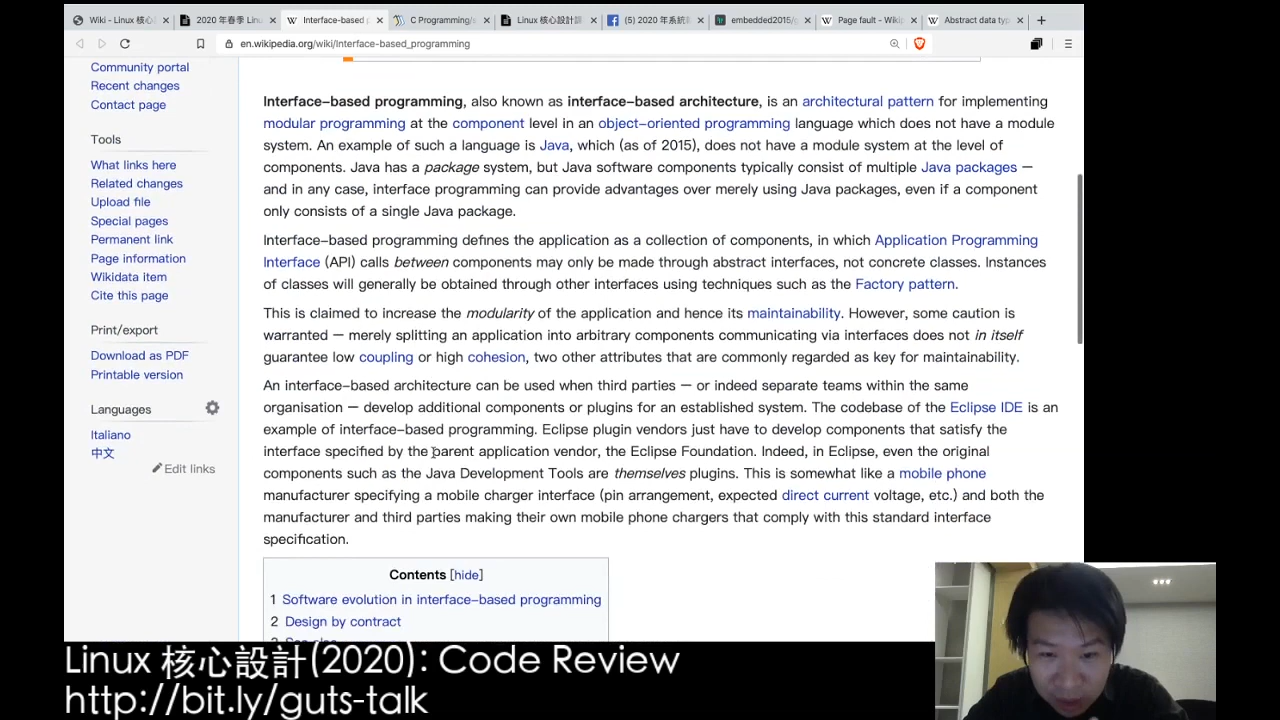 Wiki - Linux 核心
2020 年春季 Linux
Interface-based p
C Programming/s
Linux 核心設計課
(5) 2020 年系統
embedded2015/
Page fault - Wiki
Abstract data typ
en.wikipedia.org/wiki/Interface-based_programming
Community portal
Recent changes
Contact page
Tools
What links here
Related changes
Upload file
Special pages
Permanent link
Page information
Wikidata item
Cite this page
Print/export
Download as PDF
Printable version
Languages
Italiano
中文
Edit links
Interface-based programming, also known as interface-based architecture, is an architectural pattern for implementing
modular programming at the component level in an object-oriented programming language which does not have a module
system. An example of such a language is Java, which (as of 2015), does not have a module system at the level of
components. Java has a package system, but Java software components typically consist of multiple Java packages —
and in any case, interface programming can provide advantages over merely using Java packages, even if a component
only consists of a single Java package.
Interface-based programming defines the application as a collection of components, in which Application Programming
Interface (API) calls between components may only be made through abstract interfaces, not concrete classes. Instances
of classes will generally be obtained through other interfaces using techniques such as the Factory pattern.
This is claimed to increase the modularity of the application and hence its maintainability. However, some caution is
warranted — merely splitting an application into arbitrary components communicating via interfaces does not in itself
guarantee low coupling or high cohesion, two other attributes that are commonly regarded as key for maintainability.
An interface-based architecture can be used when third parties — or indeed separate teams within the same
organisation — develop additional components or plugins for an established system. The codebase of the Eclipse IDE is an
example of interface-based programming. Eclipse plugin vendors just have to develop components that satisfy the
interface specified by the parent application vendor, the Eclipse Foundation. Indeed, in Eclipse, even the original
components such as the Java Development Tools are themselves plugins. This is somewhat like a mobile phone
manufacturer specifying a mobile charger interface (pin arrangement, expected direct current voltage, etc.) and both the
manufacturer and third parties making their own mobile phone chargers that comply with this standard interface
specification.
Contents [hide]
1 Software evolution in interface-based programming
2 Design by contract
Linux 核心設計(2020): Code Review
http://bit.ly/guts-talk